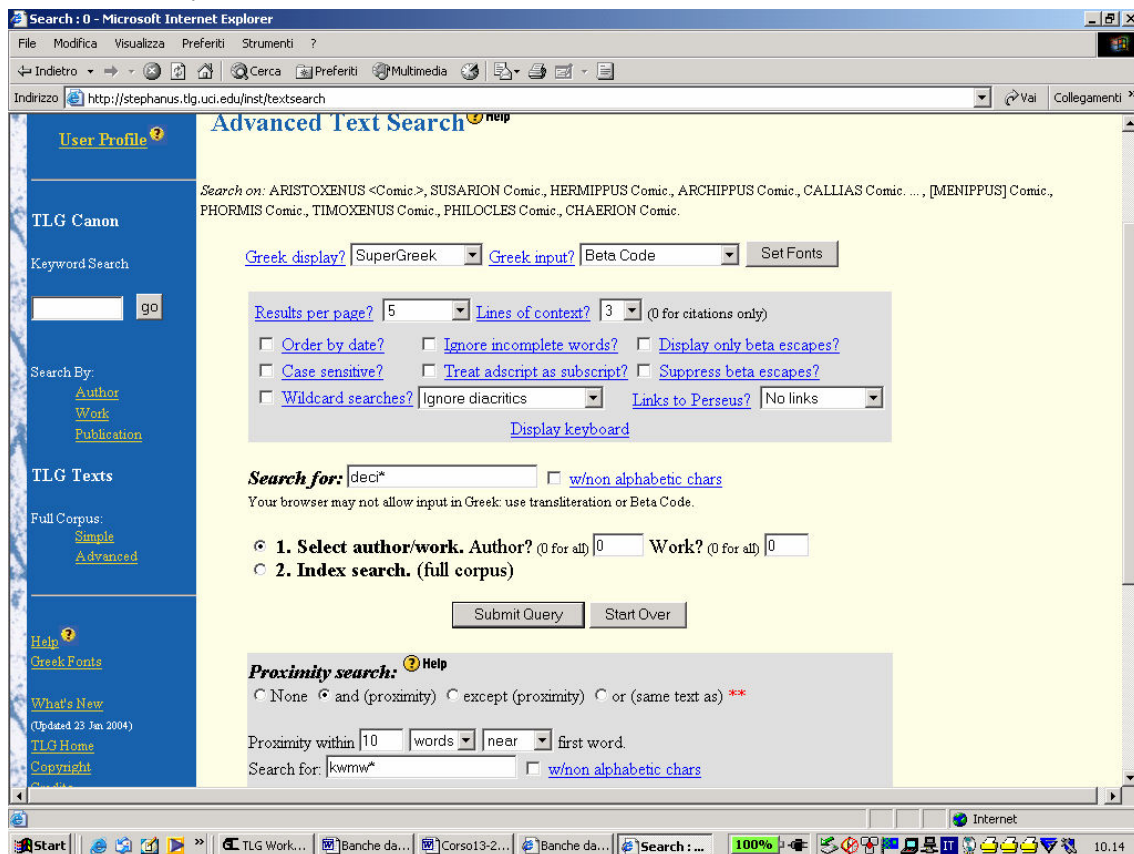 Search : 0 - Microsoft Internet Explorer
File Modifica Visualizza Preferiti Strumenti ?
Indietro Cerca Preferiti Multimedia
Indirizzo http://stephanus.tlg.uci.edu/inst/textsearch Vai Collegamenti »
User Profile ?
TLG Canon
Keyword Search
go
Search By:
Author
Work
Publication
TLG Texts
Full Corpus:
Simple
Advanced
Help ?
Greek Fonts
What's New
(Updated 23 Jan 2004)
TLG Home
Copyright
Credits
Advanced Text Search ? Help
Search on: ARISTOXENUS <Comic.>, SUSARION Comic., HERMIPPUS Comic., ARCHIPPUS Comic., CALLIAS Comic. ... , [MENIPPUS] Comic.,
PHORMIS Comic., TIMOXENUS Comic., PHILOCLES Comic., CHAERION Comic.
Greek display? SuperGreek Greek input? Beta Code Set Fonts
Results per page? 5 Lines of context? 3 (0 for citations only)
Order by date? Ignore incomplete words? Display only beta escapes?
Case sensitive? Treat adscript as subscript? Suppress beta escapes?
Wildcard searches? Ignore diacritics Links to Perseus? No links
Display keyboard
Search for: deci* w/non alphabetic chars
Your browser may not allow input in Greek: use transliteration or Beta Code.
1. Select author/work. Author? (0 for all) 0 Work? (0 for all) 0
2. Index search. (full corpus)
Submit Query Start Over
Proximity search: ? Help
None and (proximity) except (proximity) or (same text as) **
Proximity within 10 words near first word.
Search for: kwmw* w/non alphabetic chars
Internet
Start » TLG Work... Banche da... Corso13-2... Banche da... Search : ... 100% IT 10.14